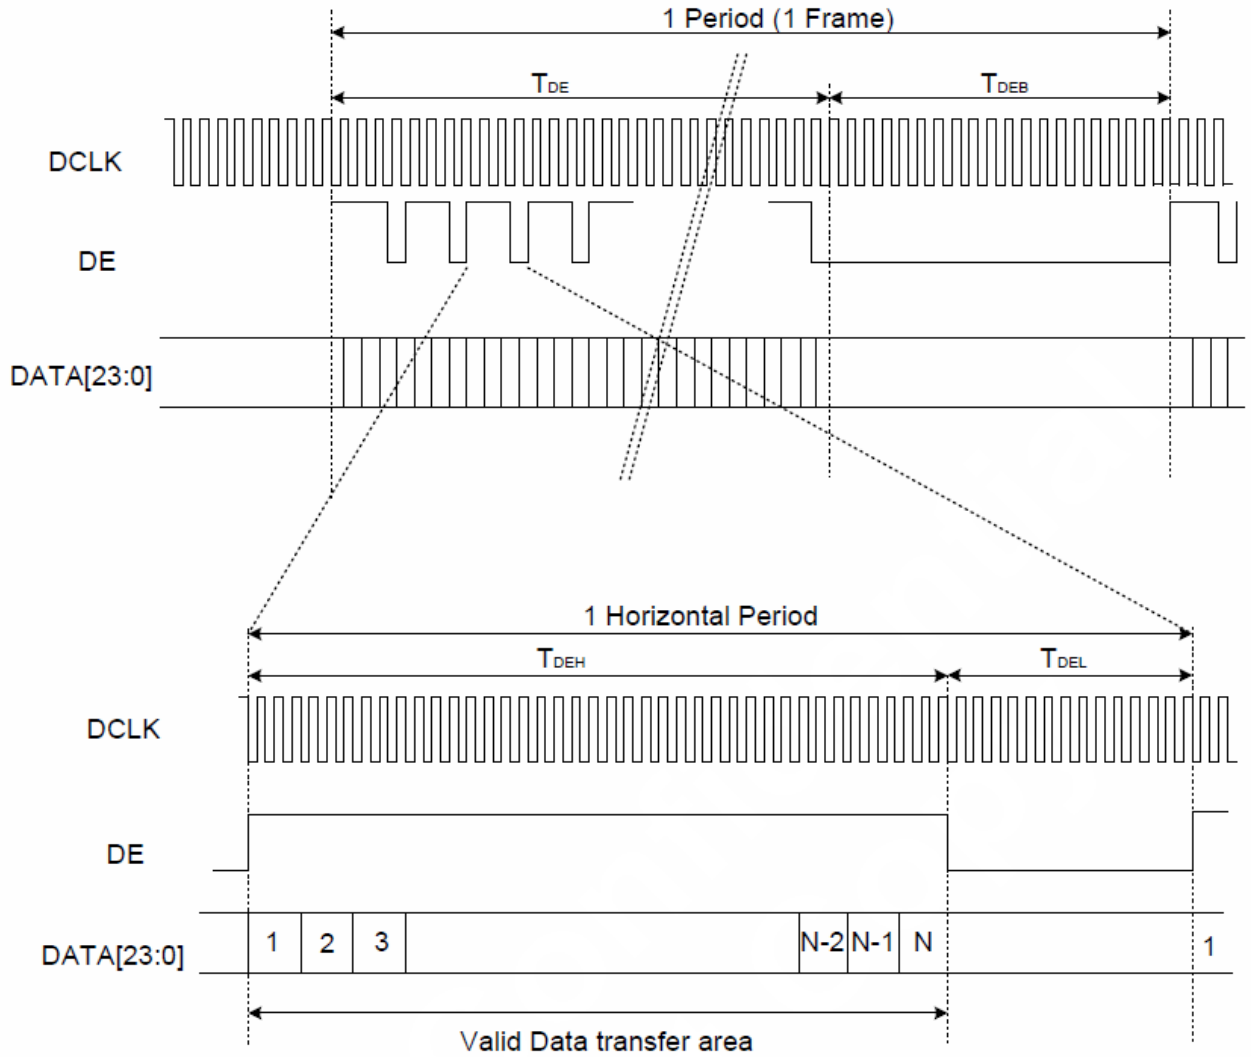 1 Period (1 Frame)
TDE TDEB
DCLK
DE
DATA[23:0]
1 Horizontal Period
TDEH TDEL
DCLK
DE
DATA[23:0] 1 2 3 N-2 N-1 N 1
Valid Data transfer area